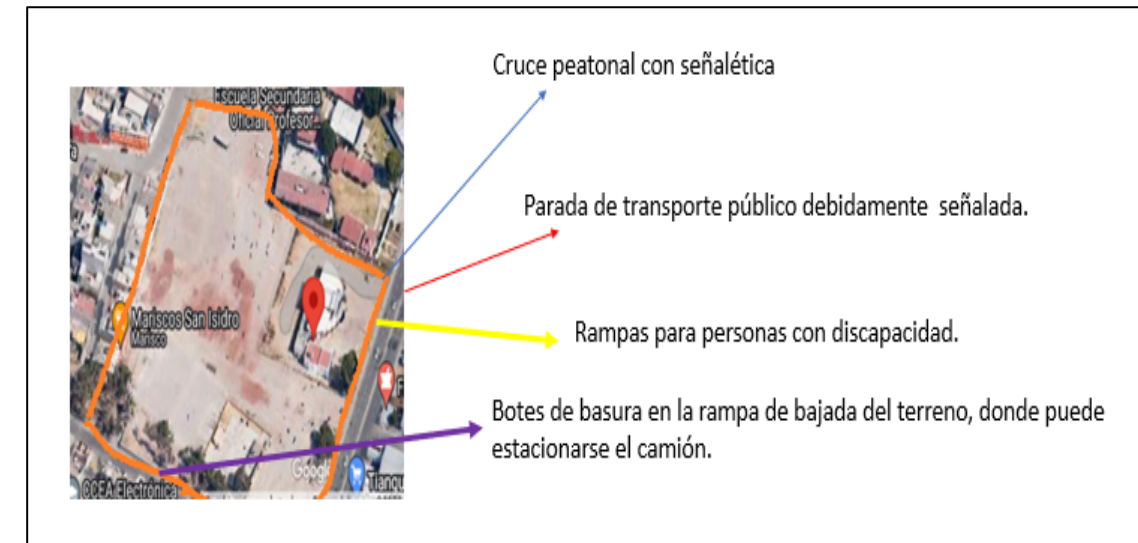 Cruce peatonal con señalética
Escuela Secundaria
Oficial Profesor...
Parada de transporte público debidamente señalada.
Mariscos San Isidro
Marisco
Rampas para personas con discapacidad.
Botes de basura en la rampa de bajada del terreno, donde puede
estacionarse el camión.
Google
CCEA Electrónica
Tianqu